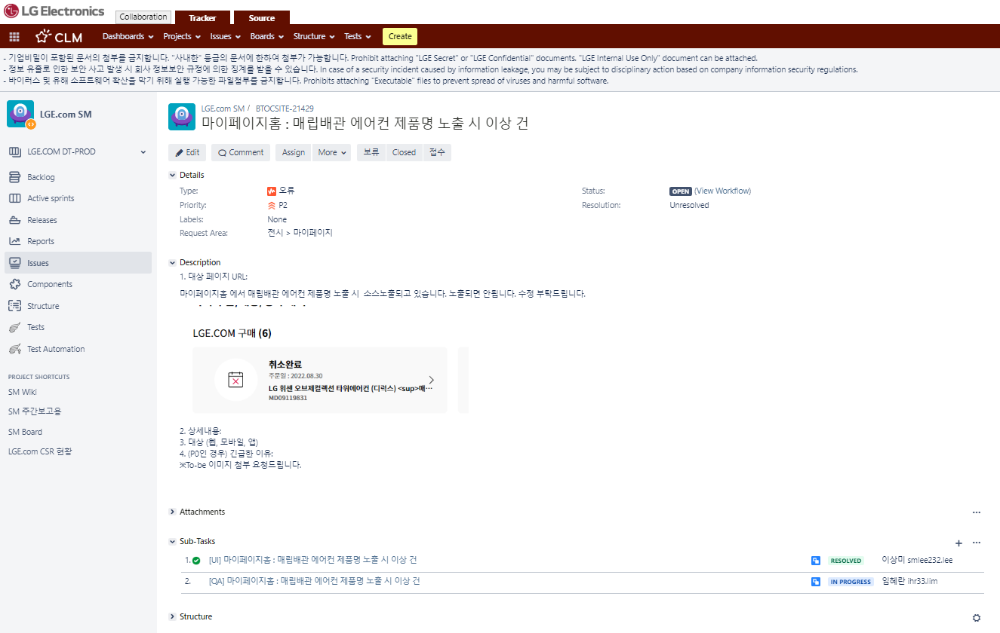 LG Electronics
Collaboration
Tracker
Source
CLM
Dashboards
Projects
Issues
Boards
Structure
Tests
Create
- 기업비밀이 포함된 문서의 첨부를 금지합니다. "사내한" 등급의 문서에 한하여 첨부가 가능합니다. Prohibit attaching "LGE Secret" or "LGE Confidential" documents. "LGE Internal Use Only" document can be attached.
- 정보 유출로 인한 보안 사고 발생 시 회사 정보보안 규정에 의한 징계를 받을 수 있습니다. In case of a security incident caused by information leakage, you may be subject to disciplinary action based on company information security regulations.
- 바이러스 및 유해 소프트웨어 확산을 막기 위해 실행 가능한 파일첨부를 금지합니다. Prohibits attaching "Executable" files to prevent spread of viruses and harmful software.
LGE.com SM
LGE.COM DT-PROD
Backlog
Active sprints
Releases
Reports
Issues
Components
Structure
Tests
Test Automation
PROJECT SHORTCUTS
SM Wiki
SM 주간보고용
SM Board
LGE.com CSR 현황
LGE.com SM / BTOCSITE-21429
마이페이지홈 : 매립배관 에어컨 제품명 노출 시 이상 건
Edit
Comment
Assign
More
보류
Closed
접수
Details
Type: 오류
Status: OPEN (View Workflow)
Priority: P2
Resolution: Unresolved
Labels: None
Request Area: 전시 > 마이페이지
Description
1. 대상 페이지 URL:
마이페이지홈 에서 매립배관 에어컨 제품명 노출 시 소스노출되고 있습니다. 노출되면 안됩니다. 수정 부탁드립니다.
LGE.COM 구매 (6)
취소완료
주문일 : 2022.08.30
LG 휘센 오브제컬렉션 타워에어컨 (디럭스) <sup>매…
MD09119831
2. 상세내용:
3. 대상 (웹, 모바일, 앱)
4. (P0인 경우) 긴급한 이유:
※To-be 이미지 첨부 요청드립니다.
Attachments
Sub-Tasks
1. [UI] 마이페이지홈 : 매립배관 에어컨 제품명 노출 시 이상 건 RESOLVED 이상미 smlee232.lee
2. [QA] 마이페이지홈 : 매립배관 에어컨 제품명 노출 시 이상 건 IN PROGRESS 임혜란 ihr33.lim
Structure